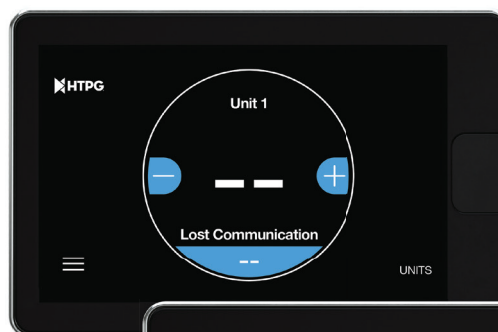 HTPG
Unit 1
-- --
Lost Communication
--
UNITS